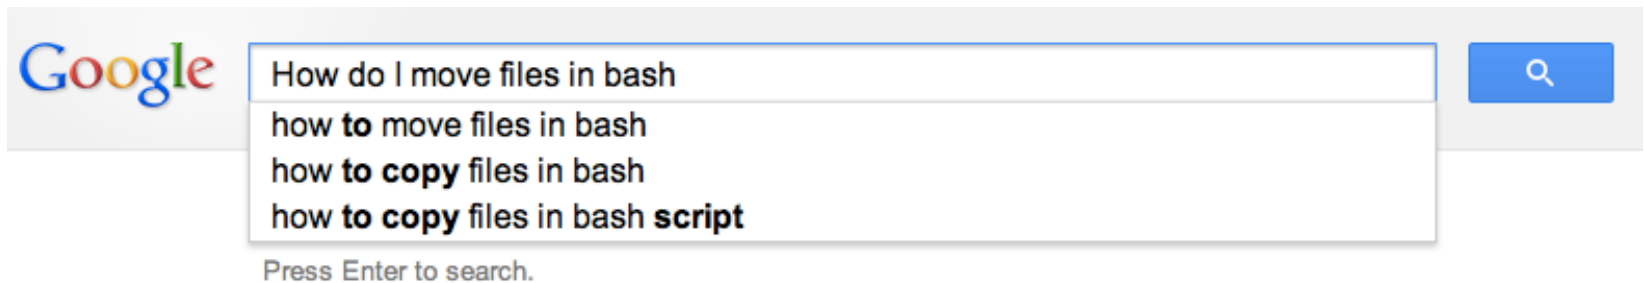 Google
How do I move files in bash
how to move files in bash
how to copy files in bash
how to copy files in bash script
Press Enter to search.